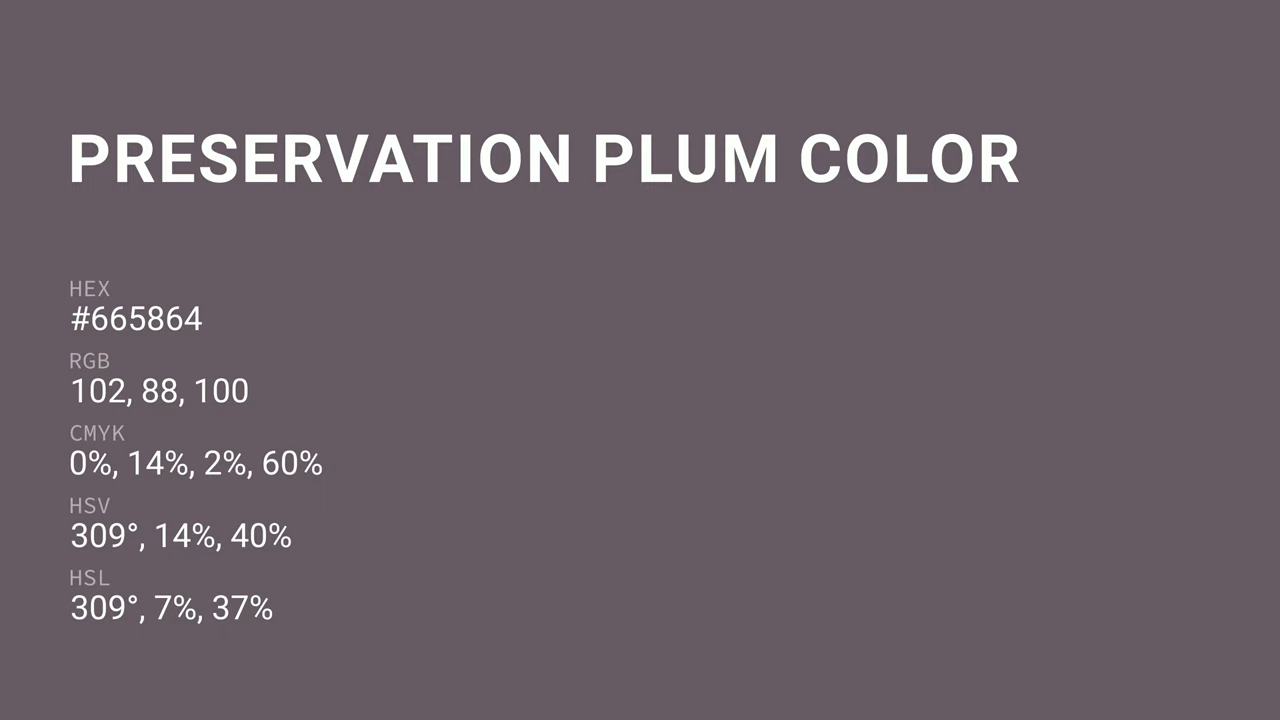 PRESERVATION PLUM COLOR
HEX
#665864
RGB
102, 88, 100
CMYK
0%, 14%, 2%, 60%
HSV
309°, 14%, 40%
HSL
309°, 7%, 37%